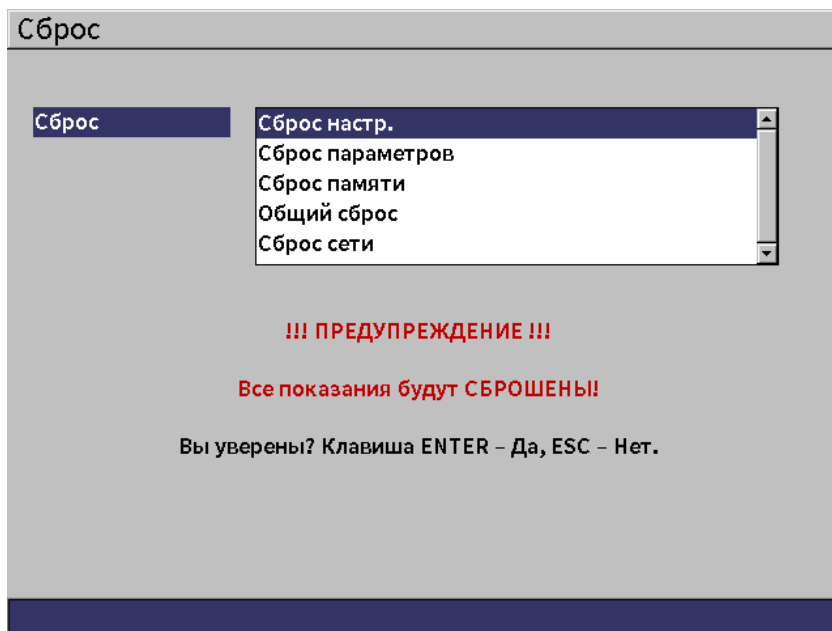 Сброс
Сброс
Сброс настр.
Сброс параметров
Сброс памяти
Общий сброс
Сброс сети
!!! ПРЕДУПРЕЖДЕНИЕ !!!
Все показания будут СБРОШЕНЫ!
Вы уверены? Клавиша ENTER – Да, ESC – Нет.